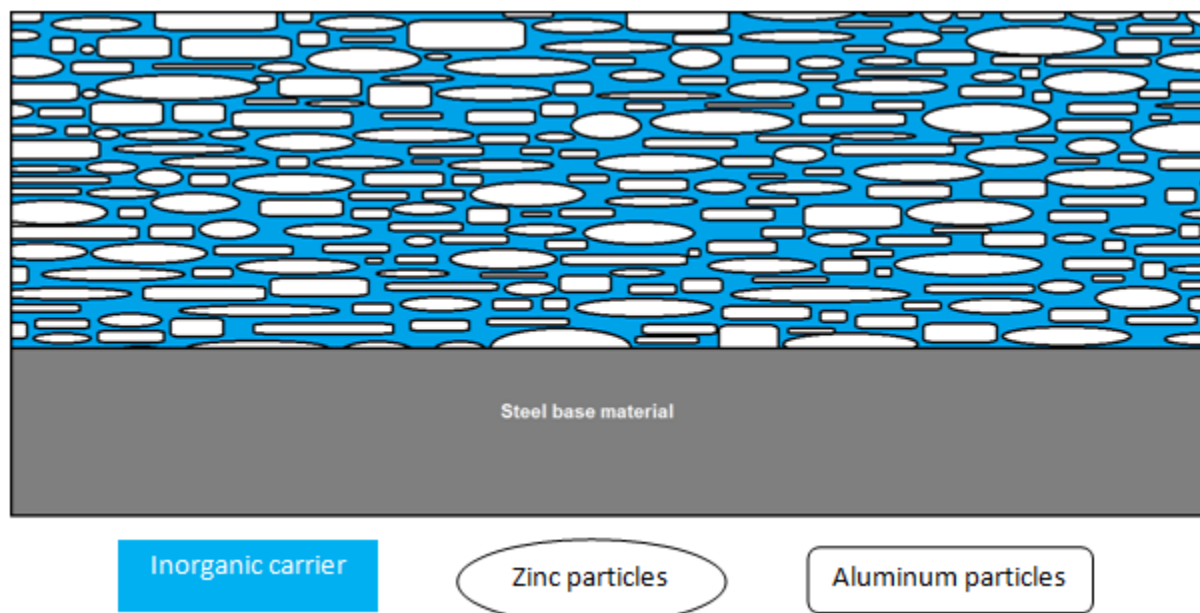 Steel base material
Inorganic carrier
Zinc particles
Aluminum particles